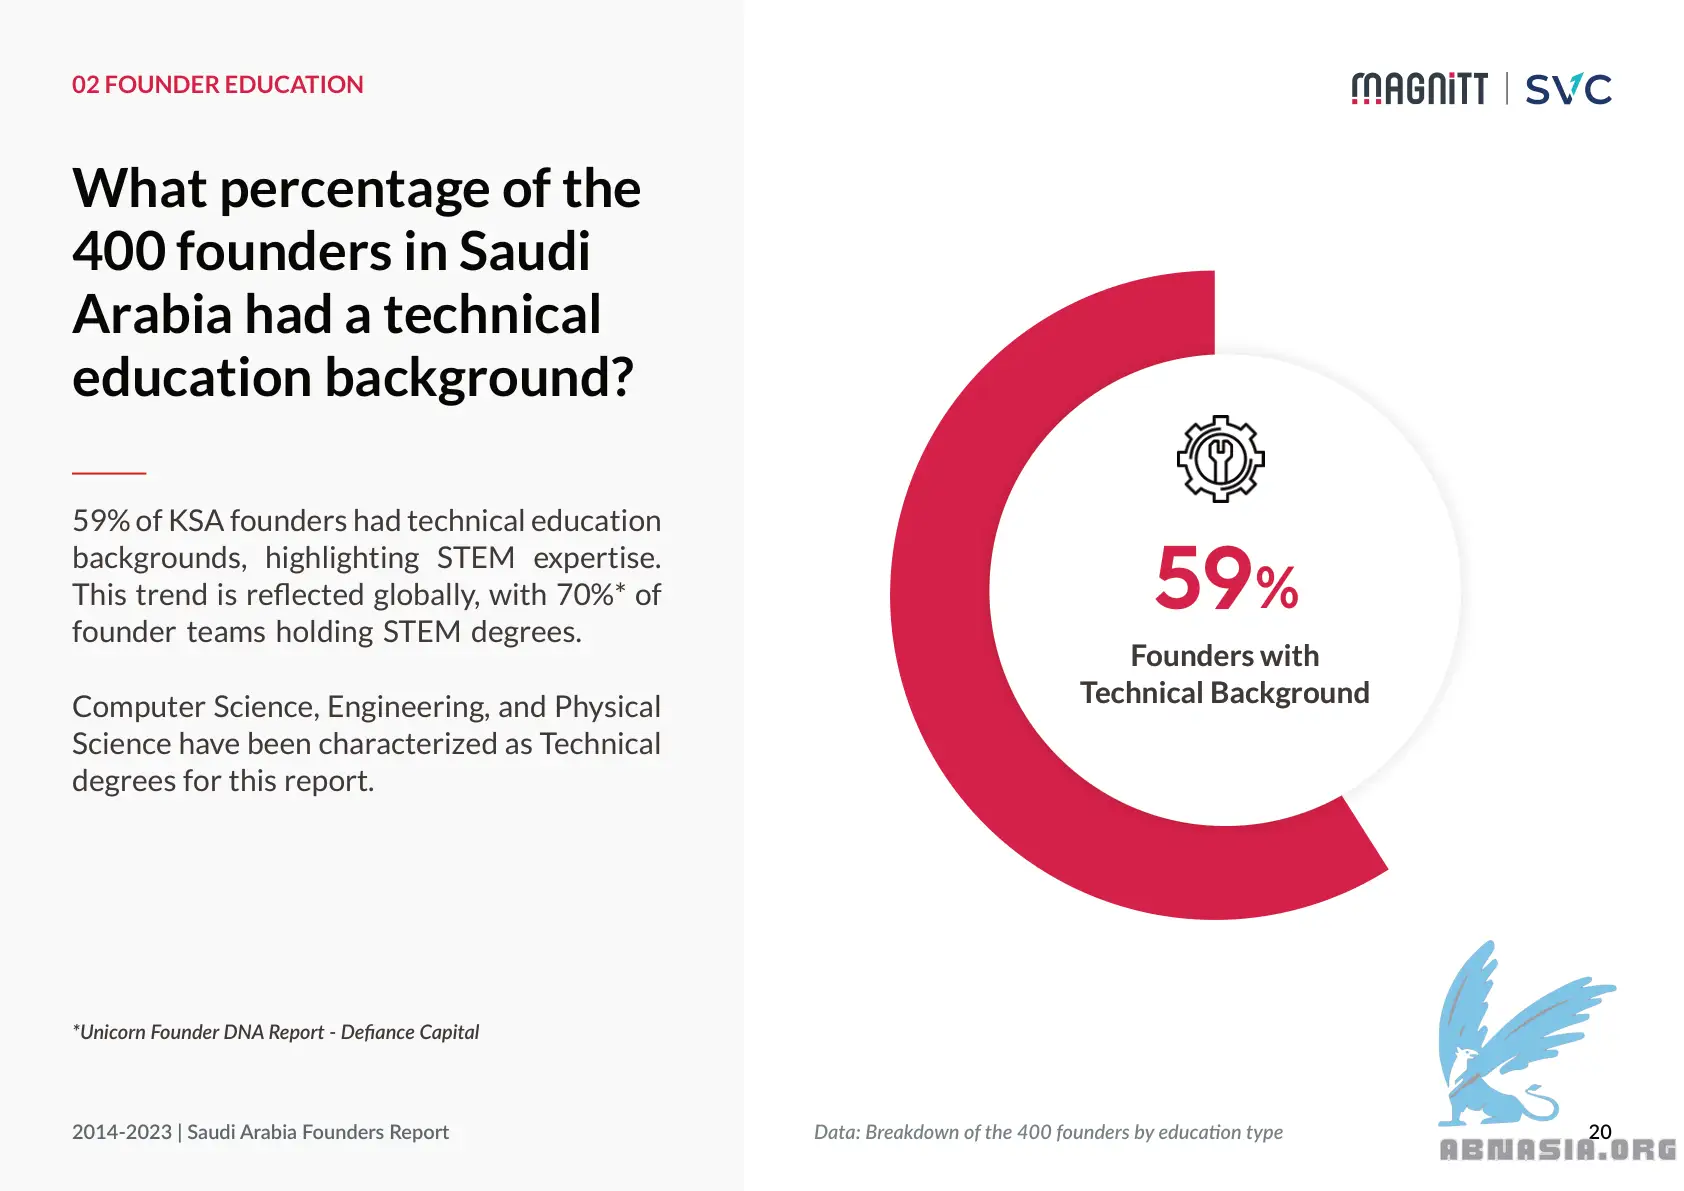 02 FOUNDER EDUCATION
MAGNiTT | SVC
What percentage of the
400 founders in Saudi
Arabia had a technical
education background?
59% of KSA founders had technical education
backgrounds, highlighting STEM expertise.
This trend is reflected globally, with 70%* of
founder teams holding STEM degrees.
Computer Science, Engineering, and Physical
Science have been characterized as Technical
degrees for this report.
59%
Founders with
Technical Background
*Unicorn Founder DNA Report - Defiance Capital
2014-2023 | Saudi Arabia Founders Report
Data: Breakdown of the 400 founders by education type
20
ABNASIA.ORG